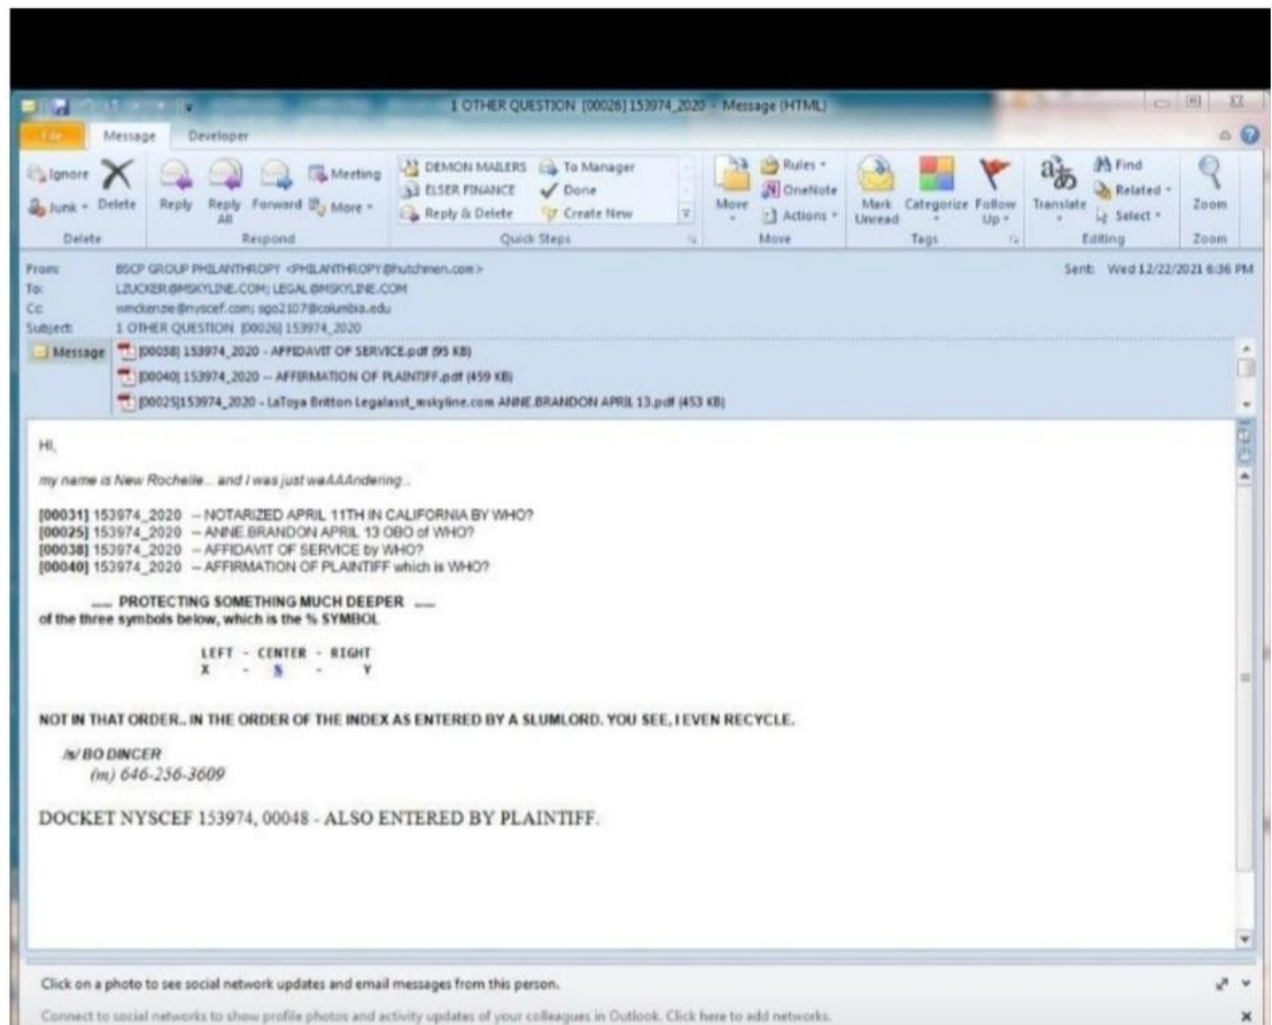 1 OTHER QUESTION [00026] 153974_2020 - Message (HTML)
File Message Developer
Ignore
Junk
Delete
Reply
Reply All
Forward
Meeting
More
DEMON MAILERS
ELSER FINANCE
Reply & Delete
To Manager
Done
Create New
Move
Rules
OneNote
Actions
Mark Unread
Categorize
Follow Up
Translate
Find
Related
Select
Zoom
Delete Respond Quick Steps Move Tags Editing Zoom
From: BSCP GROUP PHILANTHROPY <PHILANTHROPY@hutchmen.com> Sent: Wed 12/22/2021 6:36 PM
To: LZUCKER@MSKYLINE.COM; LEGAL@MSKYLINE.COM
Cc: wmckenzie@nyscef.com; sgo2107@columbia.edu
Subject: 1 OTHER QUESTION [00026] 153974_2020
Message [00038] 153974_2020 - AFFIDAVIT OF SERVICE.pdf (95 KB)
[00040] 153974_2020 -- AFFIRMATION OF PLAINTIFF.pdf (459 KB)
[00025]153974_2020 - LaToya Britton Legalasst_mskyline.com ANNE.BRANDON APRIL 13.pdf (453 KB)
HI,
my name is New Rochelle... and I was just waAAAndering...
[00031] 153974_2020 -- NOTARIZED APRIL 11TH IN CALIFORNIA BY WHO?
[00025] 153974_2020 -- ANNE.BRANDON APRIL 13 OBO of WHO?
[00038] 153974_2020 -- AFFIDAVIT OF SERVICE by WHO?
[00040] 153974_2020 -- AFFIRMATION OF PLAINTIFF which is WHO?
..... PROTECTING SOMETHING MUCH DEEPER .....
of the three symbols below, which is the % SYMBOL
LEFT - CENTER - RIGHT
X - % - Y
NOT IN THAT ORDER.. IN THE ORDER OF THE INDEX AS ENTERED BY A SLUMLORD. YOU SEE, I EVEN RECYCLE.
/s/ BO DINCER
(m) 646-256-3609
DOCKET NYSCEF 153974, 00048 - ALSO ENTERED BY PLAINTIFF.
Click on a photo to see social network updates and email messages from this person.
Connect to social networks to show profile photos and activity updates of your colleagues in Outlook. Click here to add networks.